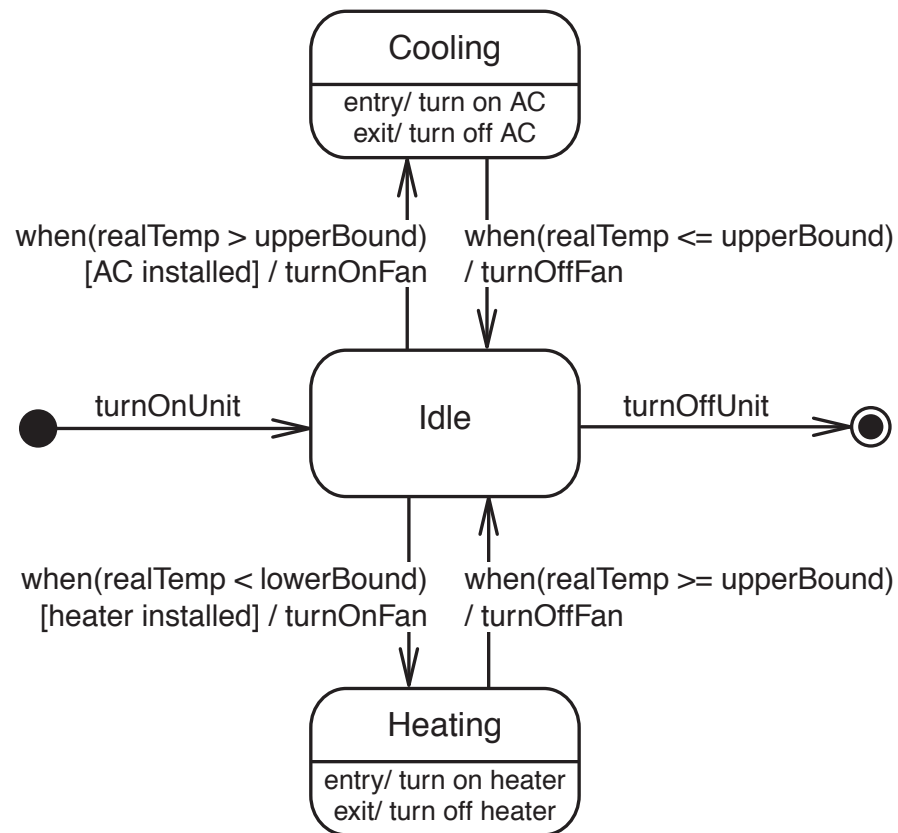 Cooling
entry/ turn on AC
exit/ turn off AC
when(realTemp > upperBound)
[AC installed] / turnOnFan
when(realTemp <= upperBound)
/ turnOffFan
turnOnUnit
Idle
turnOffUnit
when(realTemp < lowerBound)
[heater installed] / turnOnFan
when(realTemp >= upperBound)
/ turnOffFan
Heating
entry/ turn on heater
exit/ turn off heater